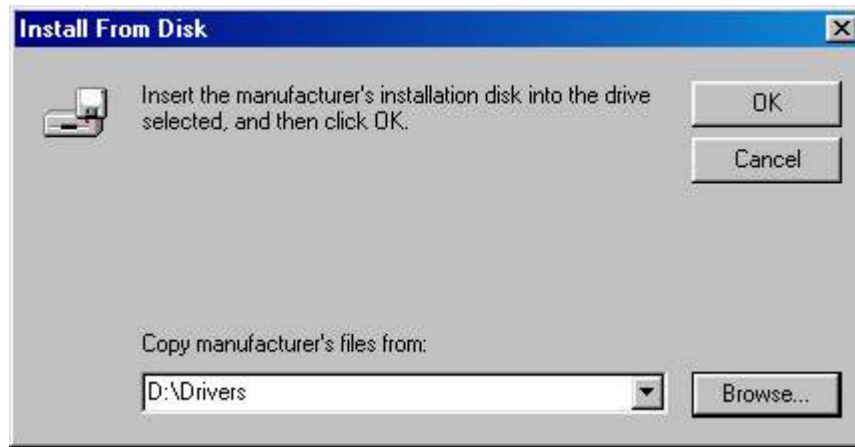 Install From Disk
Insert the manufacturer's installation disk into the drive
selected, and then click OK.
OK
Cancel
Copy manufacturer's files from:
D:\Drivers
Browse...